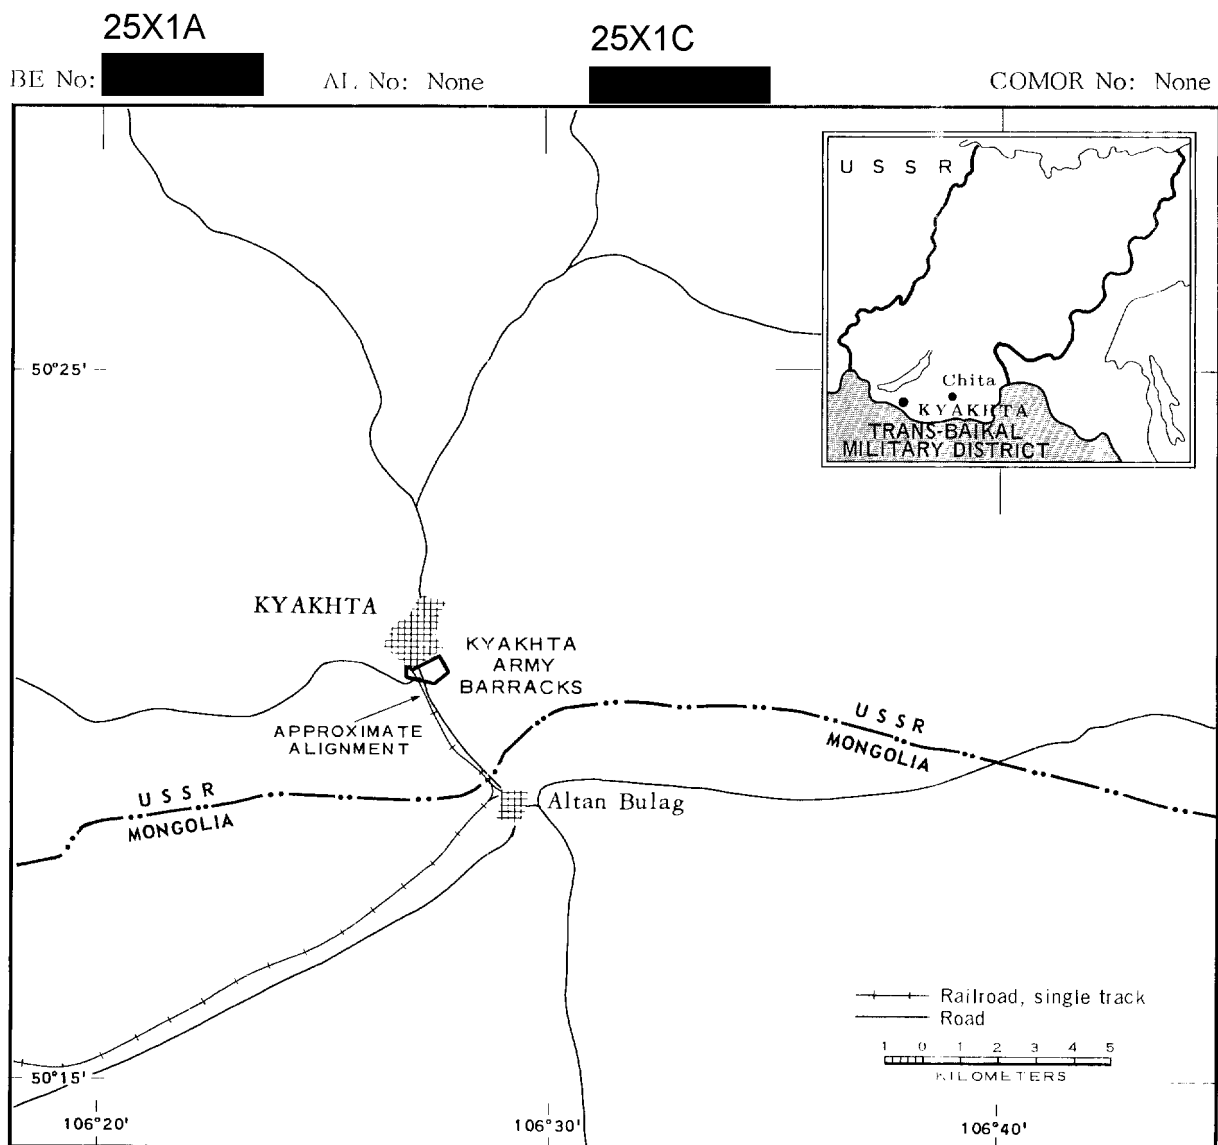 25X1A
25X1C
BE No:
AL No: None
COMOR No: None
U S S R
50°25'
Chita
KYAKHTA
TRANS-BAIKAL
MILITARY DISTRICT
KYAKHTA
KYAKHTA
ARMY
BARRACKS
APPROXIMATE
ALIGNMENT
USSR
MONGOLIA
USSR
MONGOLIA
Altan Bulag
Railroad, single track
Road
1 0 1 2 3 4 5
KILOMETERS
50°15'
106°20'
106°30'
106°40'